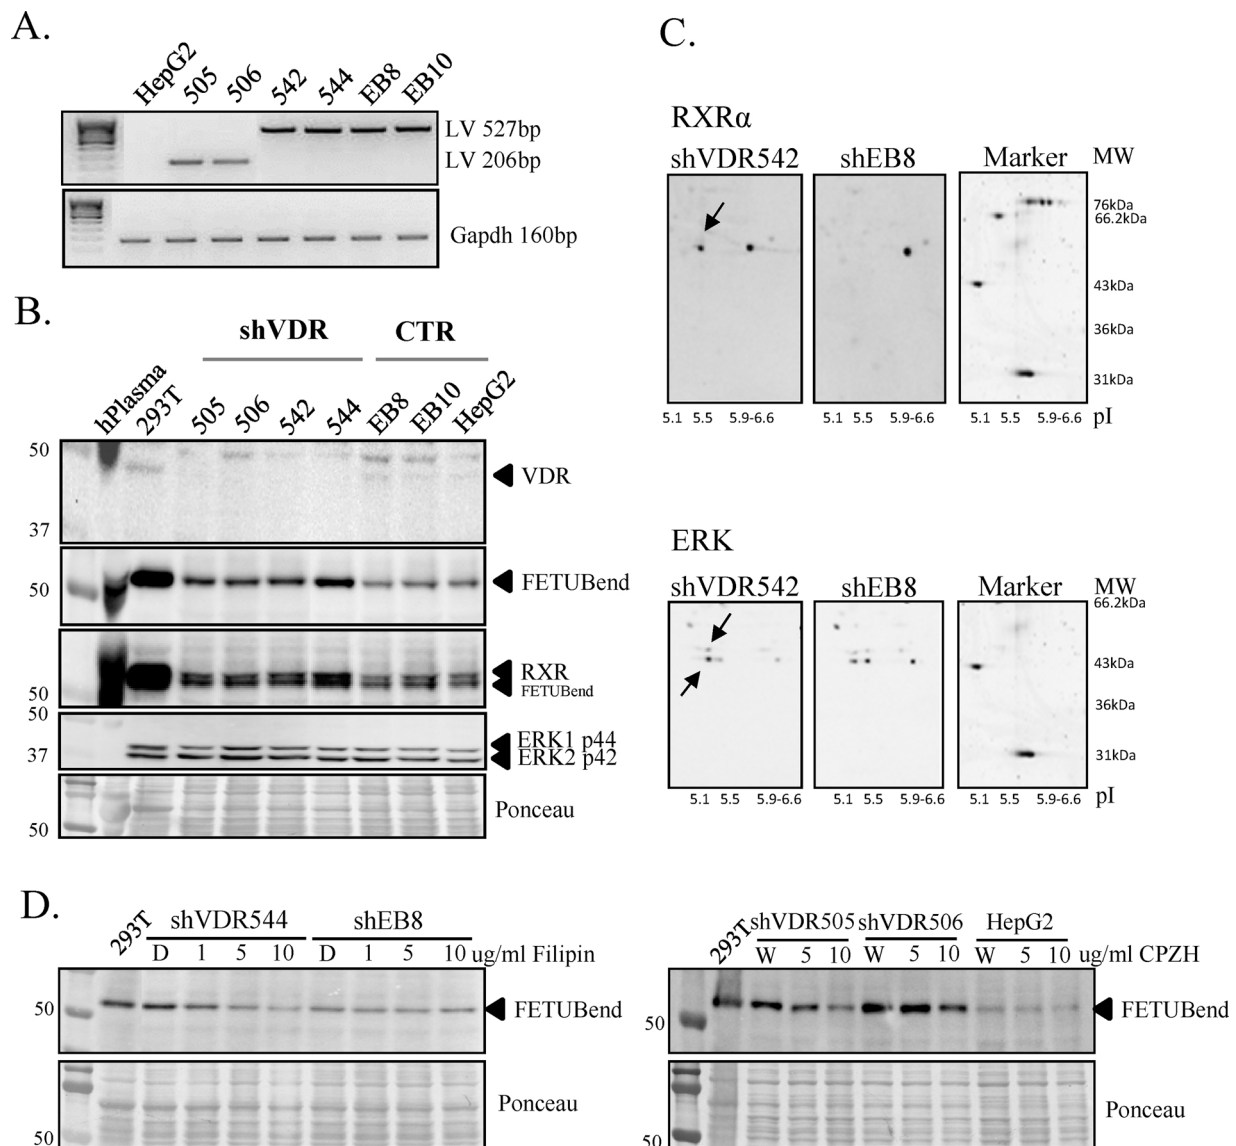 A.
HepG2 505 506 542 544 EB8 EB10
LV 527bp
LV 206bp
Gapdh 160bp
B.
shVDR CTR
hPlasma 293T 505 506 542 544 EB8 EB10 HepG2
50
VDR
37
FETUBend
50
RXR
FETUBend
50
50
ERK1 p44
37
ERK2 p42
Ponceau
50
C.
RXRα
shVDR542 shEB8 Marker MW
76kDa
66.2kDa
43kDa
36kDa
31kDa
5.1 5.5 5.9-6.6 5.1 5.5 5.9-6.6 5.1 5.5 5.9-6.6 pI
ERK
shVDR542 shEB8 Marker MW
66.2kDa
43kDa
36kDa
31kDa
5.1 5.5 5.9-6.6 5.1 5.5 5.9-6.6 5.1 5.5 5.9-6.6 pI
D.
293T shVDR544 shEB8
D 1 5 10 D 1 5 10 ug/ml Filipin
50 FETUBend
Ponceau
50
293T shVDR505 shVDR506 HepG2
W 5 10 W 5 10 W 5 10 ug/ml CPZH
FETUBend
50
Ponceau
50